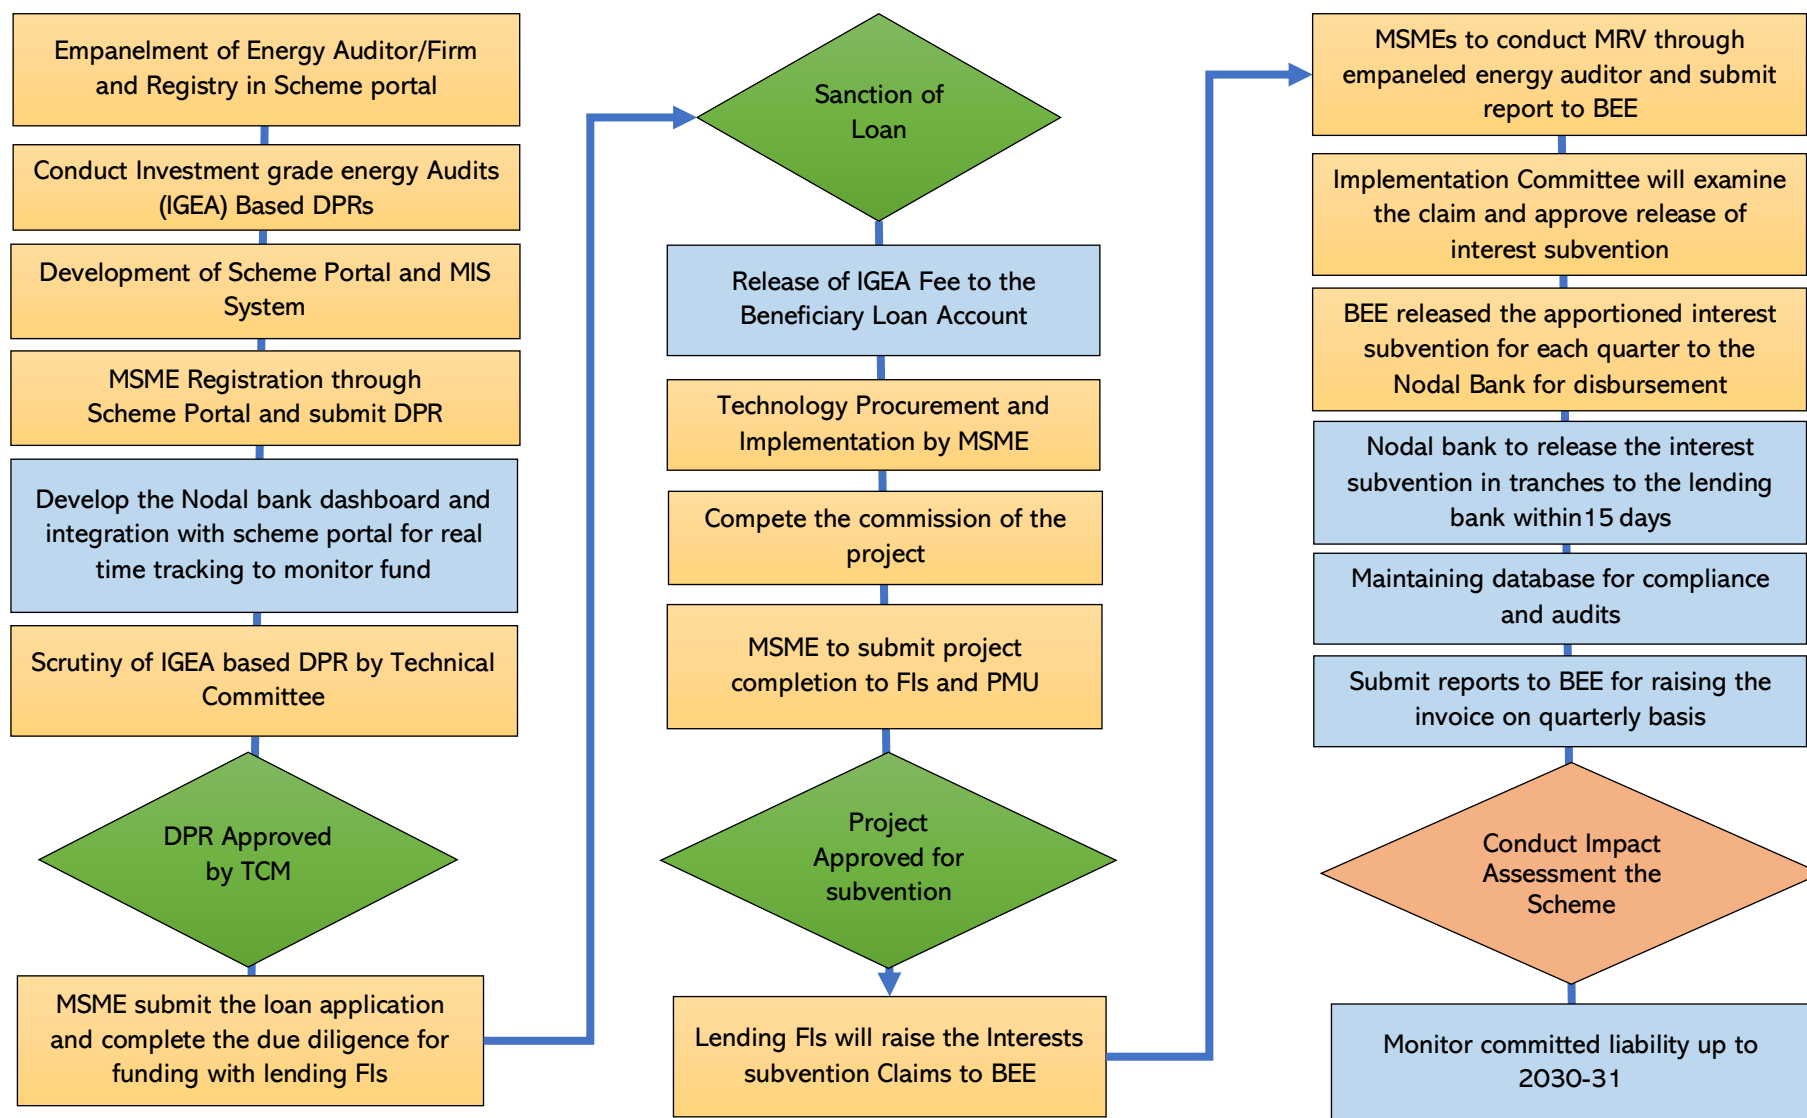 Empanelment of Energy Auditor/Firm
and Registry in Scheme portal
Conduct Investment grade energy Audits
(IGEA) Based DPRs
Development of Scheme Portal and MIS
System
MSME Registration through
Scheme Portal and submit DPR
Develop the Nodal bank dashboard and
integration with scheme portal for real
time tracking to monitor fund
Scrutiny of IGEA based DPR by Technical
Committee
DPR Approved
by TCM
MSME submit the loan application
and complete the due diligence for
funding with lending FIs
Sanction of
Loan
Release of IGEA Fee to the
Beneficiary Loan Account
Technology Procurement and
Implementation by MSME
Compete the commission of the
project
MSME to submit project
completion to FIs and PMU
Project
Approved for
subvention
Lending FIs will raise the Interests
subvention Claims to BEE
MSMEs to conduct MRV through
empaneled energy auditor and submit
report to BEE
Implementation Committee will examine
the claim and approve release of
interest subvention
BEE released the apportioned interest
subvention for each quarter to the
Nodal Bank for disbursement
Nodal bank to release the interest
subvention in tranches to the lending
bank within15 days
Maintaining database for compliance
and audits
Submit reports to BEE for raising the
invoice on quarterly basis
Conduct Impact
Assessment the
Scheme
Monitor committed liability up to
2030-31